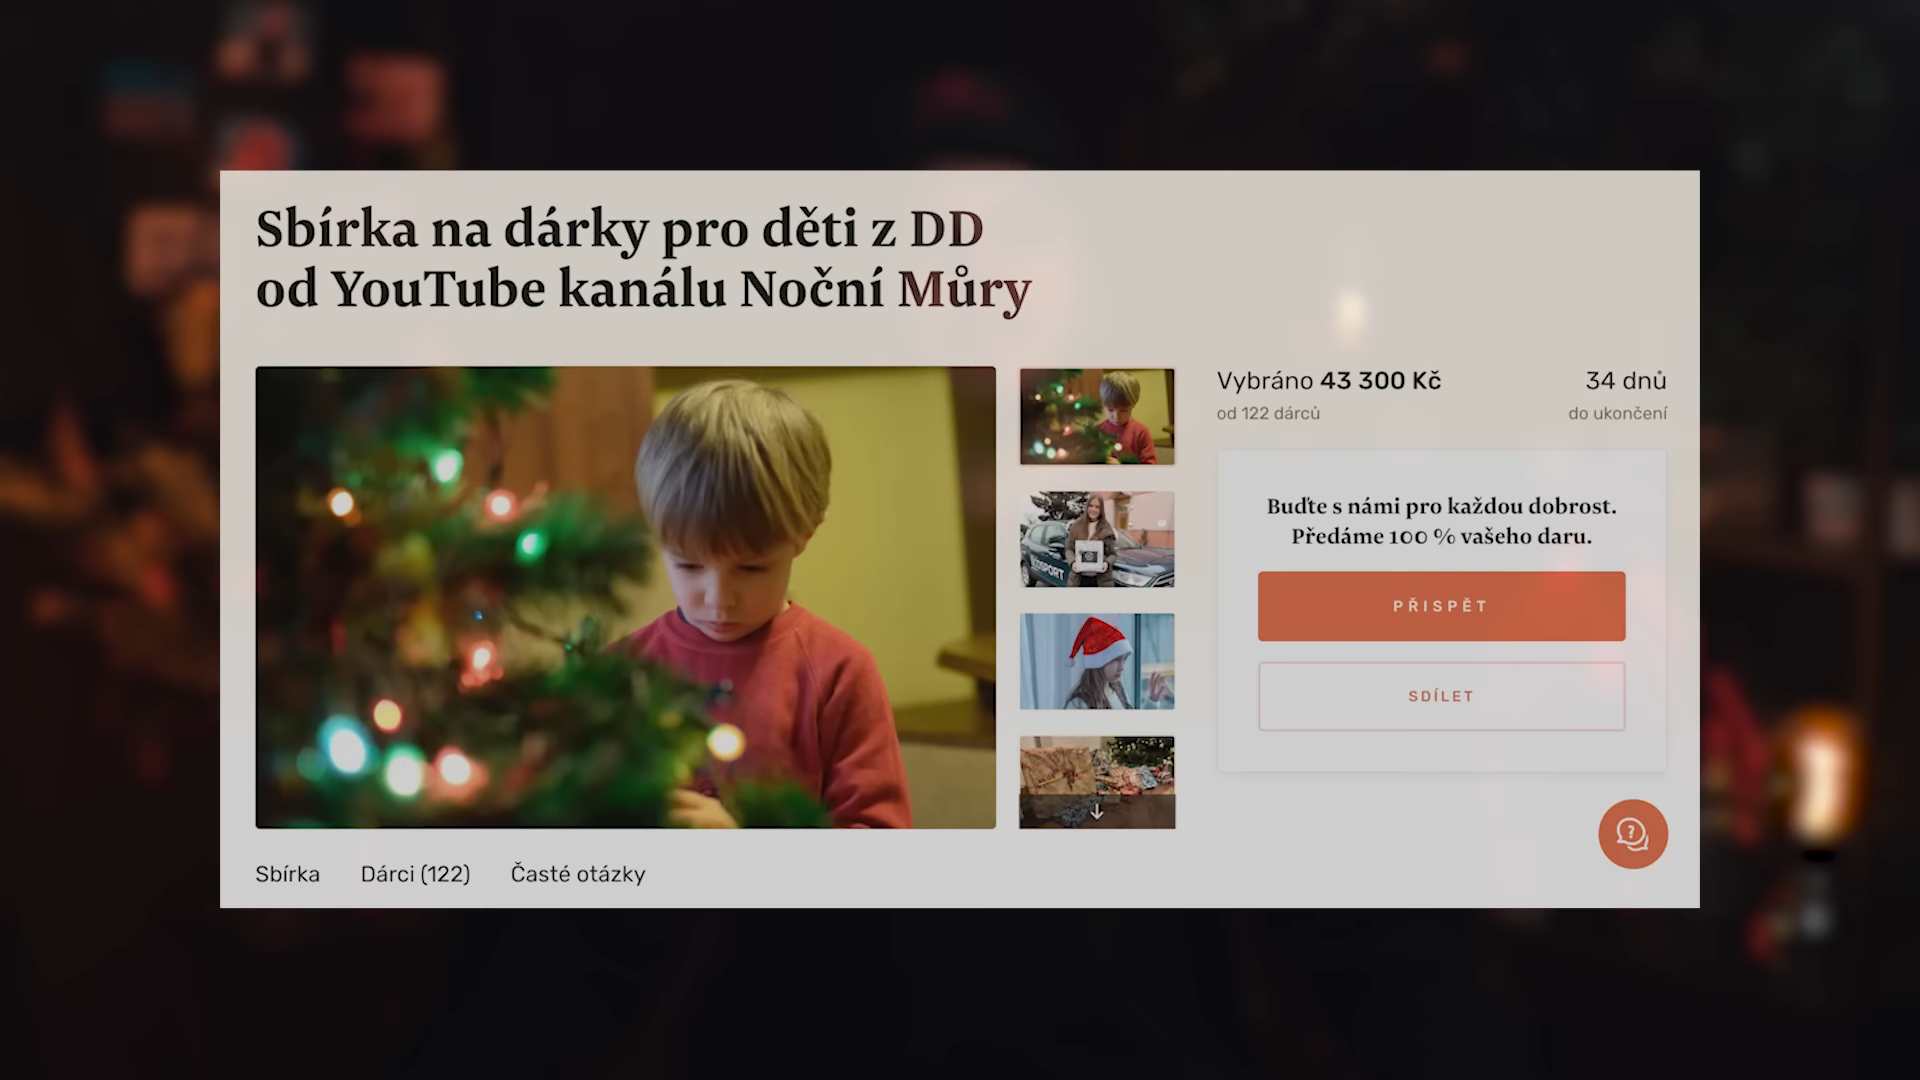 Sbírka na dárky pro děti z DD
od YouTube kanálu Noční Můry
Vybráno 43 300 Kč
od 122 dárců
34 dnů
do ukončení
Buďte s námi pro každou dobrost.
Předáme 100 % vašeho daru.
PŘISPĚT
SDÍLET
Sbírka
Dárci (122)
Časté otázky